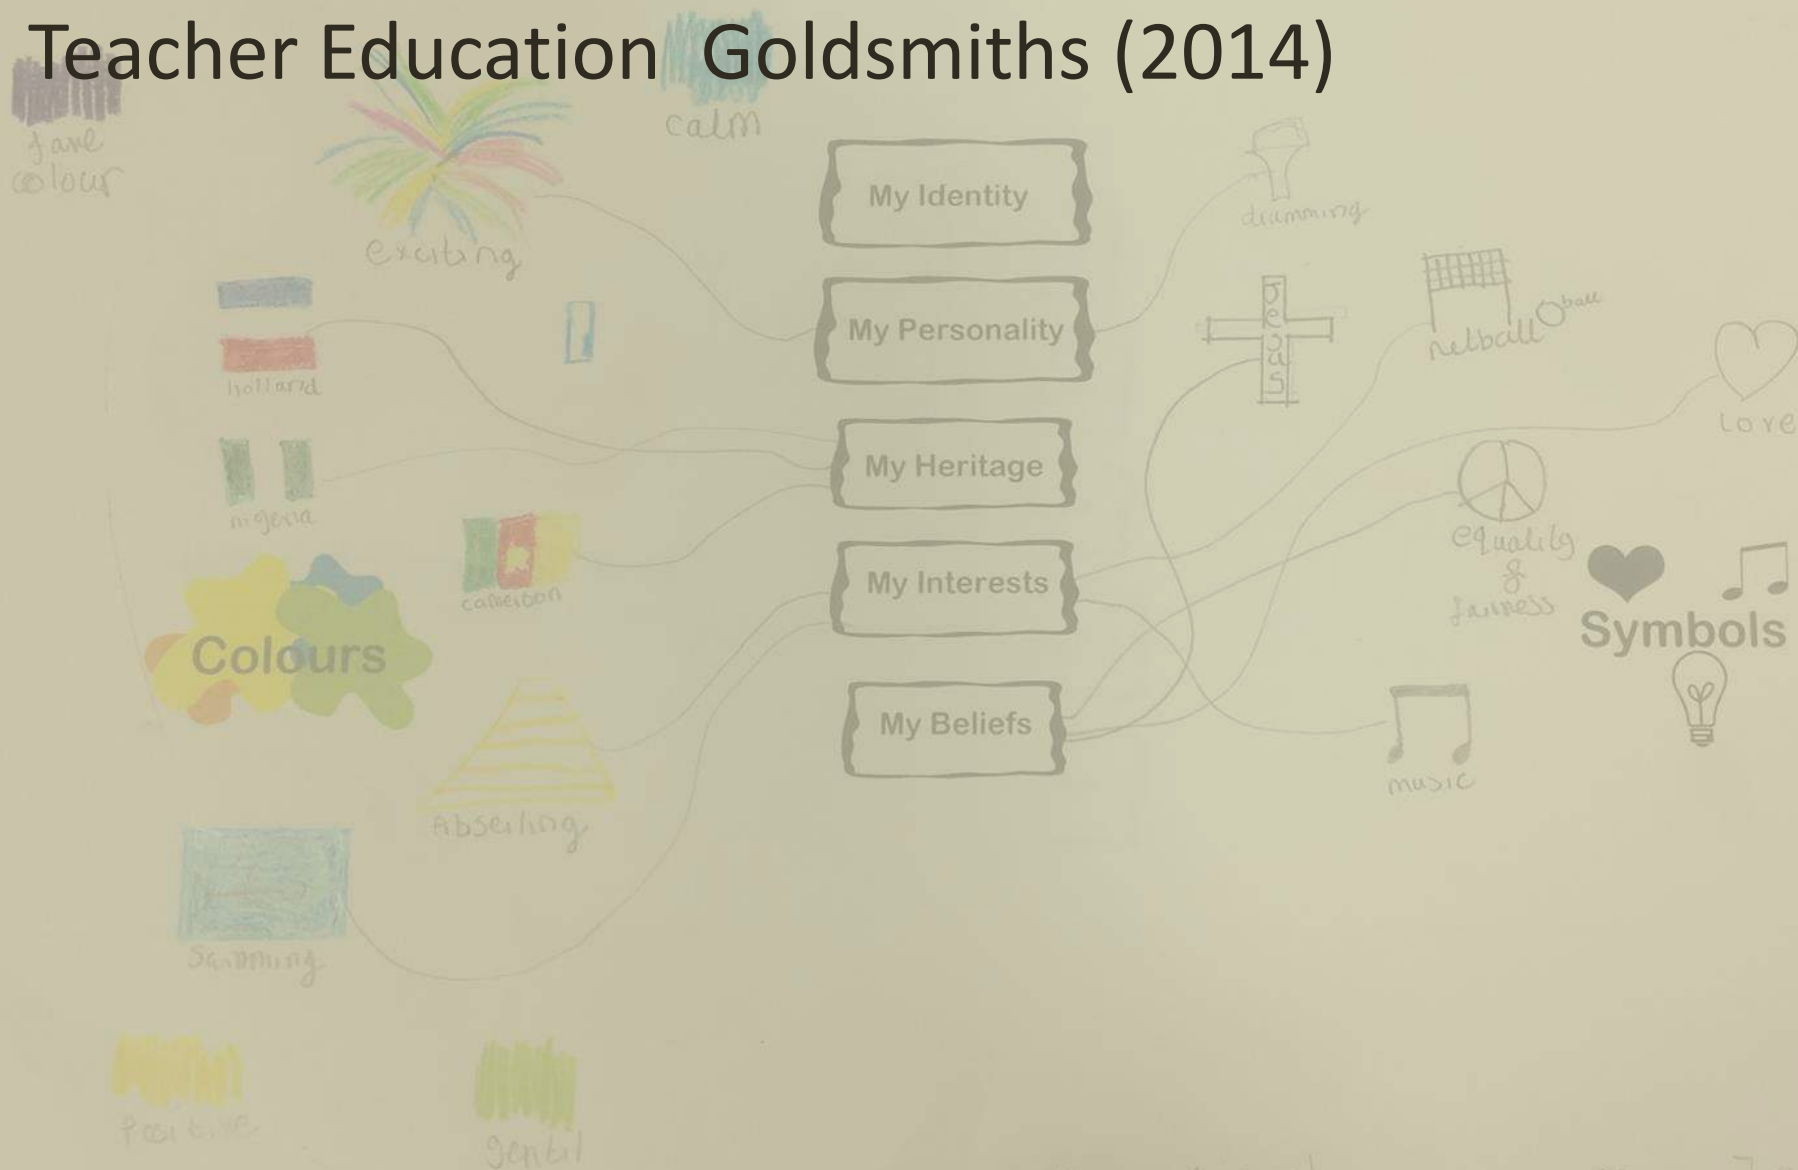 Teacher Education Goldsmiths (2014)
fave
colour
exciting
calm
My Identity
drumming
My Personality
Jesus
netball
ball
Love
holland
My Heritage
nigeria
cameroon
equality
&
fairness
My Interests
Colours
Symbols
My Beliefs
music
Abseiling
Positive
gentil